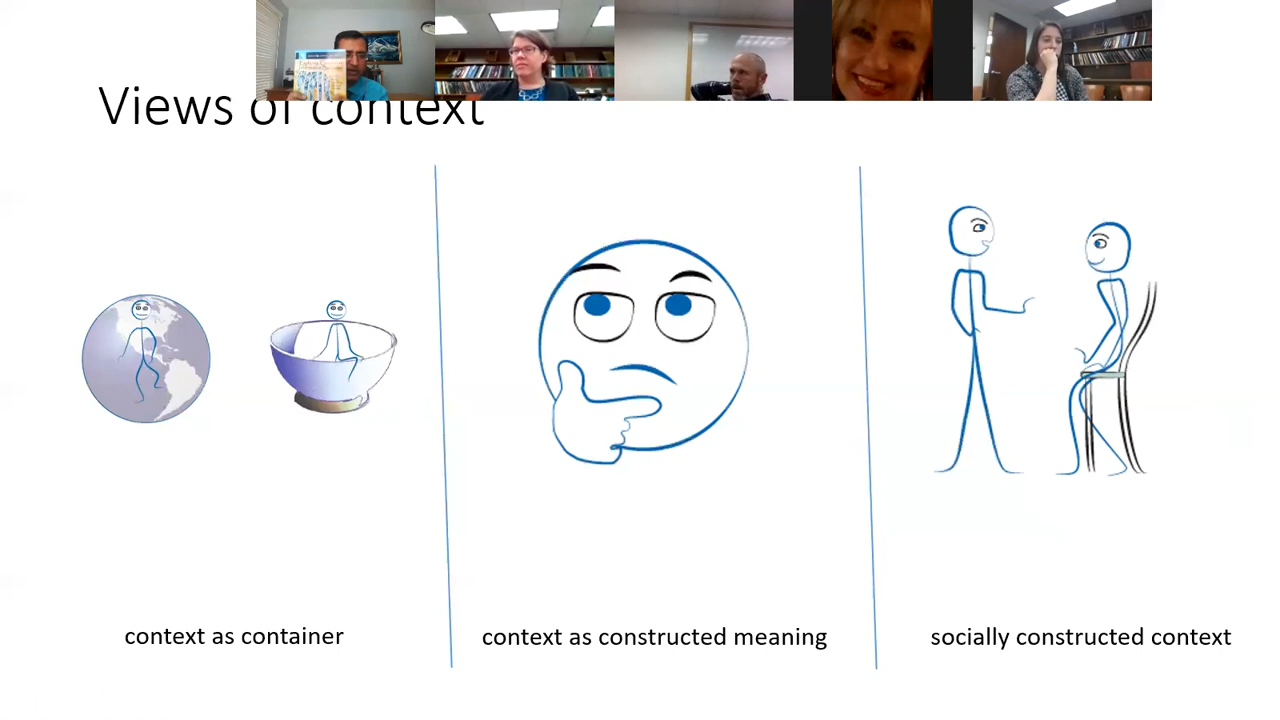 Views of context
context as container
context as constructed meaning
socially constructed context